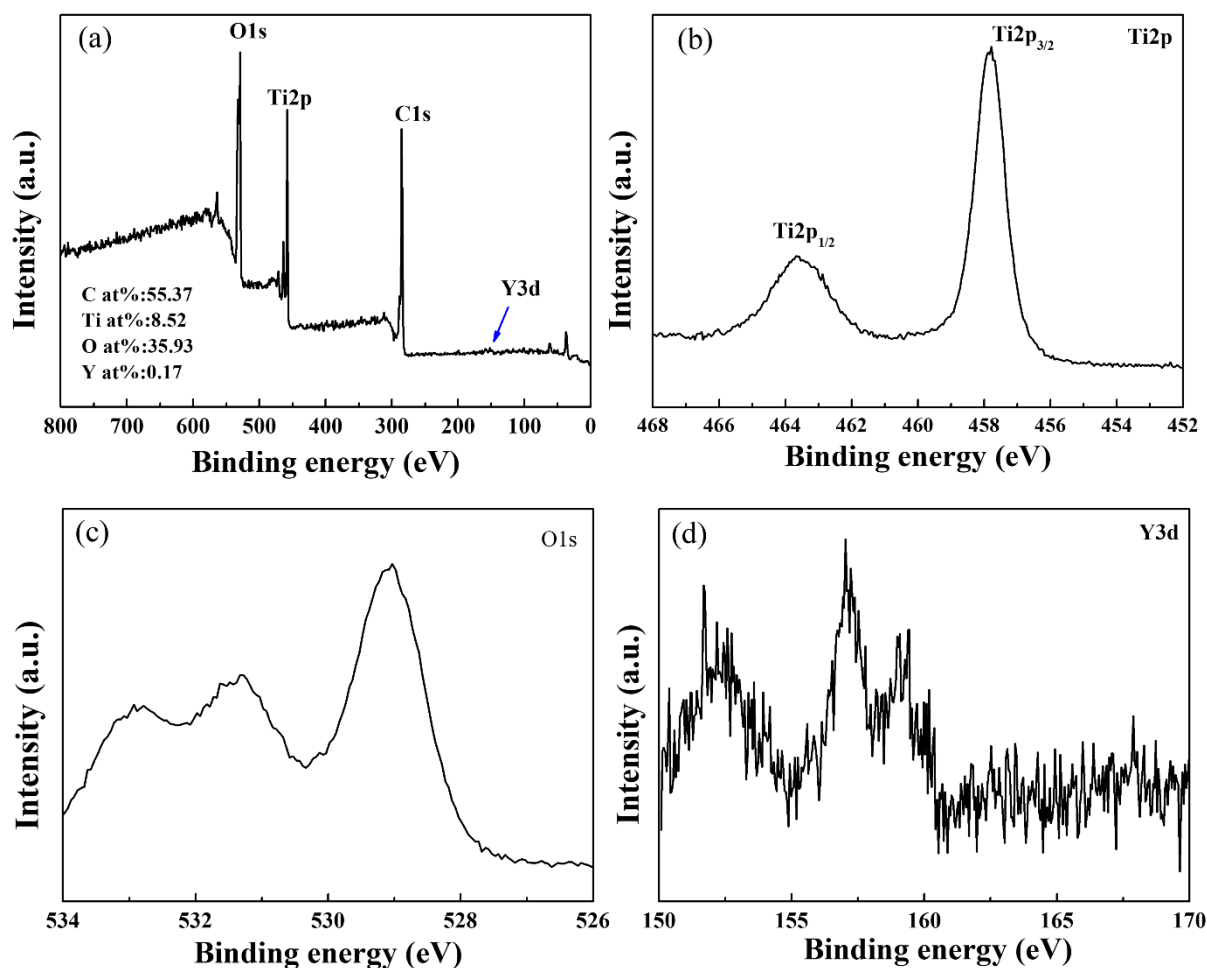 (a)
O1s
Ti2p
C1s
Y3d
C at%:55.37
Ti at%:8.52
O at%:35.93
Y at%:0.17
Intensity (a.u.)
800 700 600 500 400 300 200 100 0
Binding energy (eV)
(b)
Ti2p3/2
Ti2p
Ti2p1/2
Intensity (a.u.)
468 466 464 462 460 458 456 454 452
Binding energy (eV)
(c)
O1s
Intensity (a.u.)
534 532 530 528 526
Binding energy (eV)
(d)
Y3d
Intensity (a.u.)
150 155 160 165 170
Binding energy (eV)